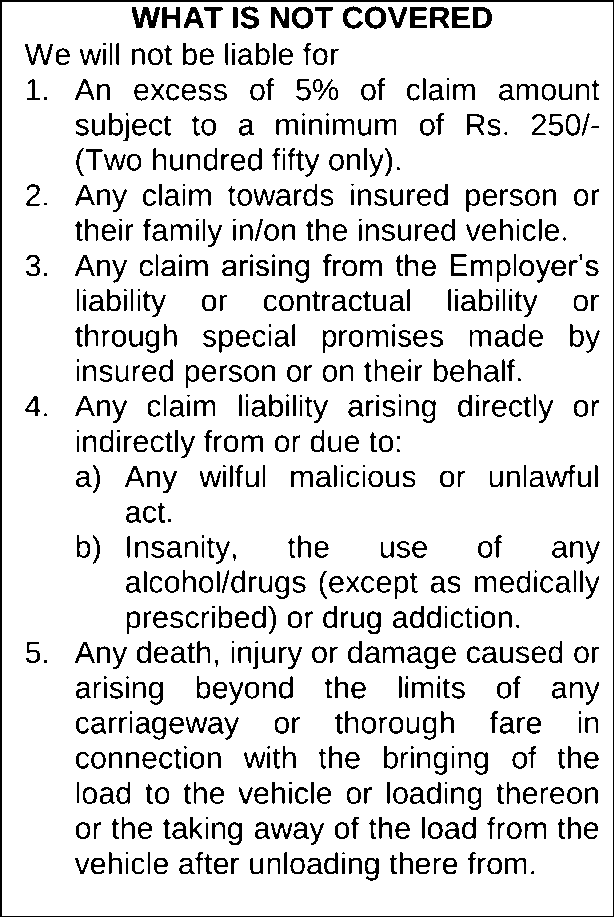 WHAT IS NOT COVERED
We will not be liable for
1. An excess of 5% of claim amount
subject to a minimum of Rs. 250/-
(Two hundred fifty only).
2. Any claim towards insured person or
their family in/on the insured vehicle.
3. Any claim arising from the Employer's
liability or contractual liability or
through special promises made by
insured person or on their behalf.
4. Any claim liability arising directly or
indirectly from or due to:
a) Any wilful malicious or unlawful
act.
b) Insanity, the use of any
alcohol/drugs (except as medically
prescribed) or drug addiction.
5. Any death, injury or damage caused or
arising beyond the limits of any
carriageway or thorough fare in
connection with the bringing of the
load to the vehicle or loading thereon
or the taking away of the load from the
vehicle after unloading there from.